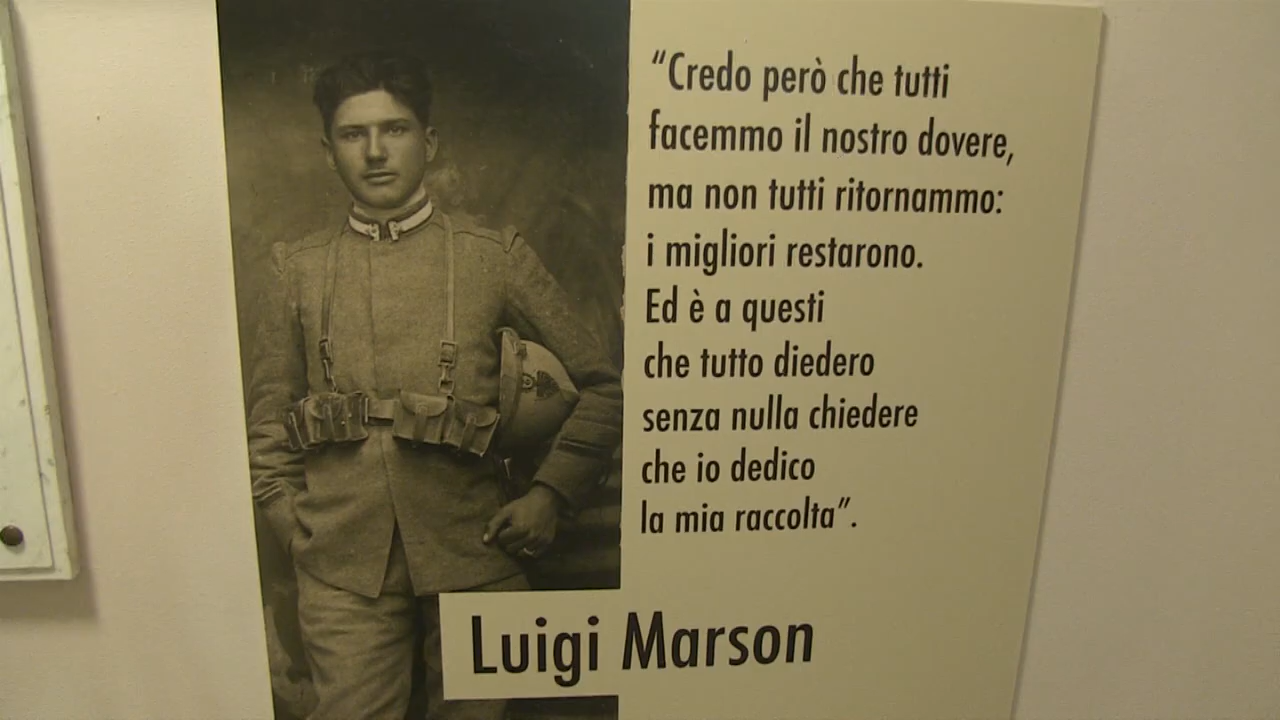 “Credo però che tutti
facemmo il nostro dovere,
ma non tutti ritornammo:
i migliori restarono.
Ed è a questi
che tutto diedero
senza nulla chiedere
che io dedico
la mia raccolta”.
Luigi Marson